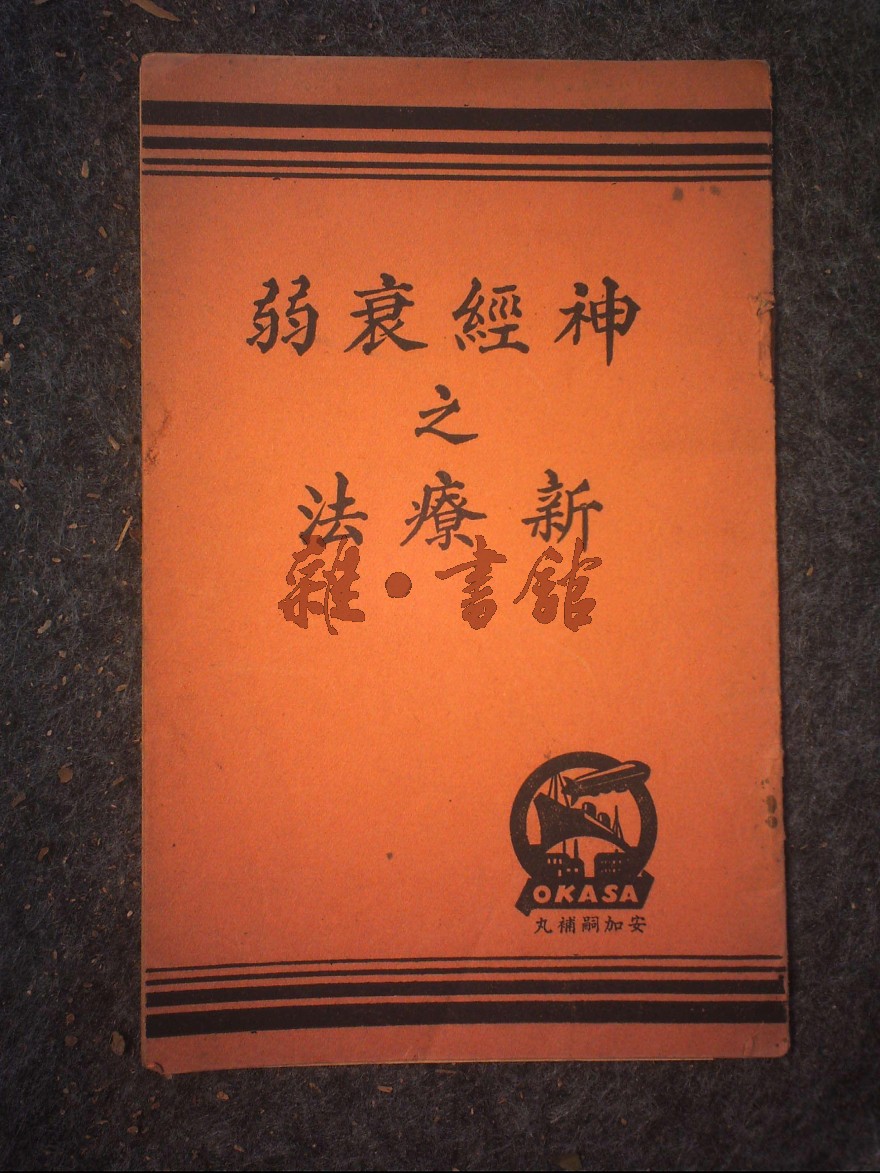 神經衰弱
之
新療法
雜·書館
OKASA
安加嗣補丸